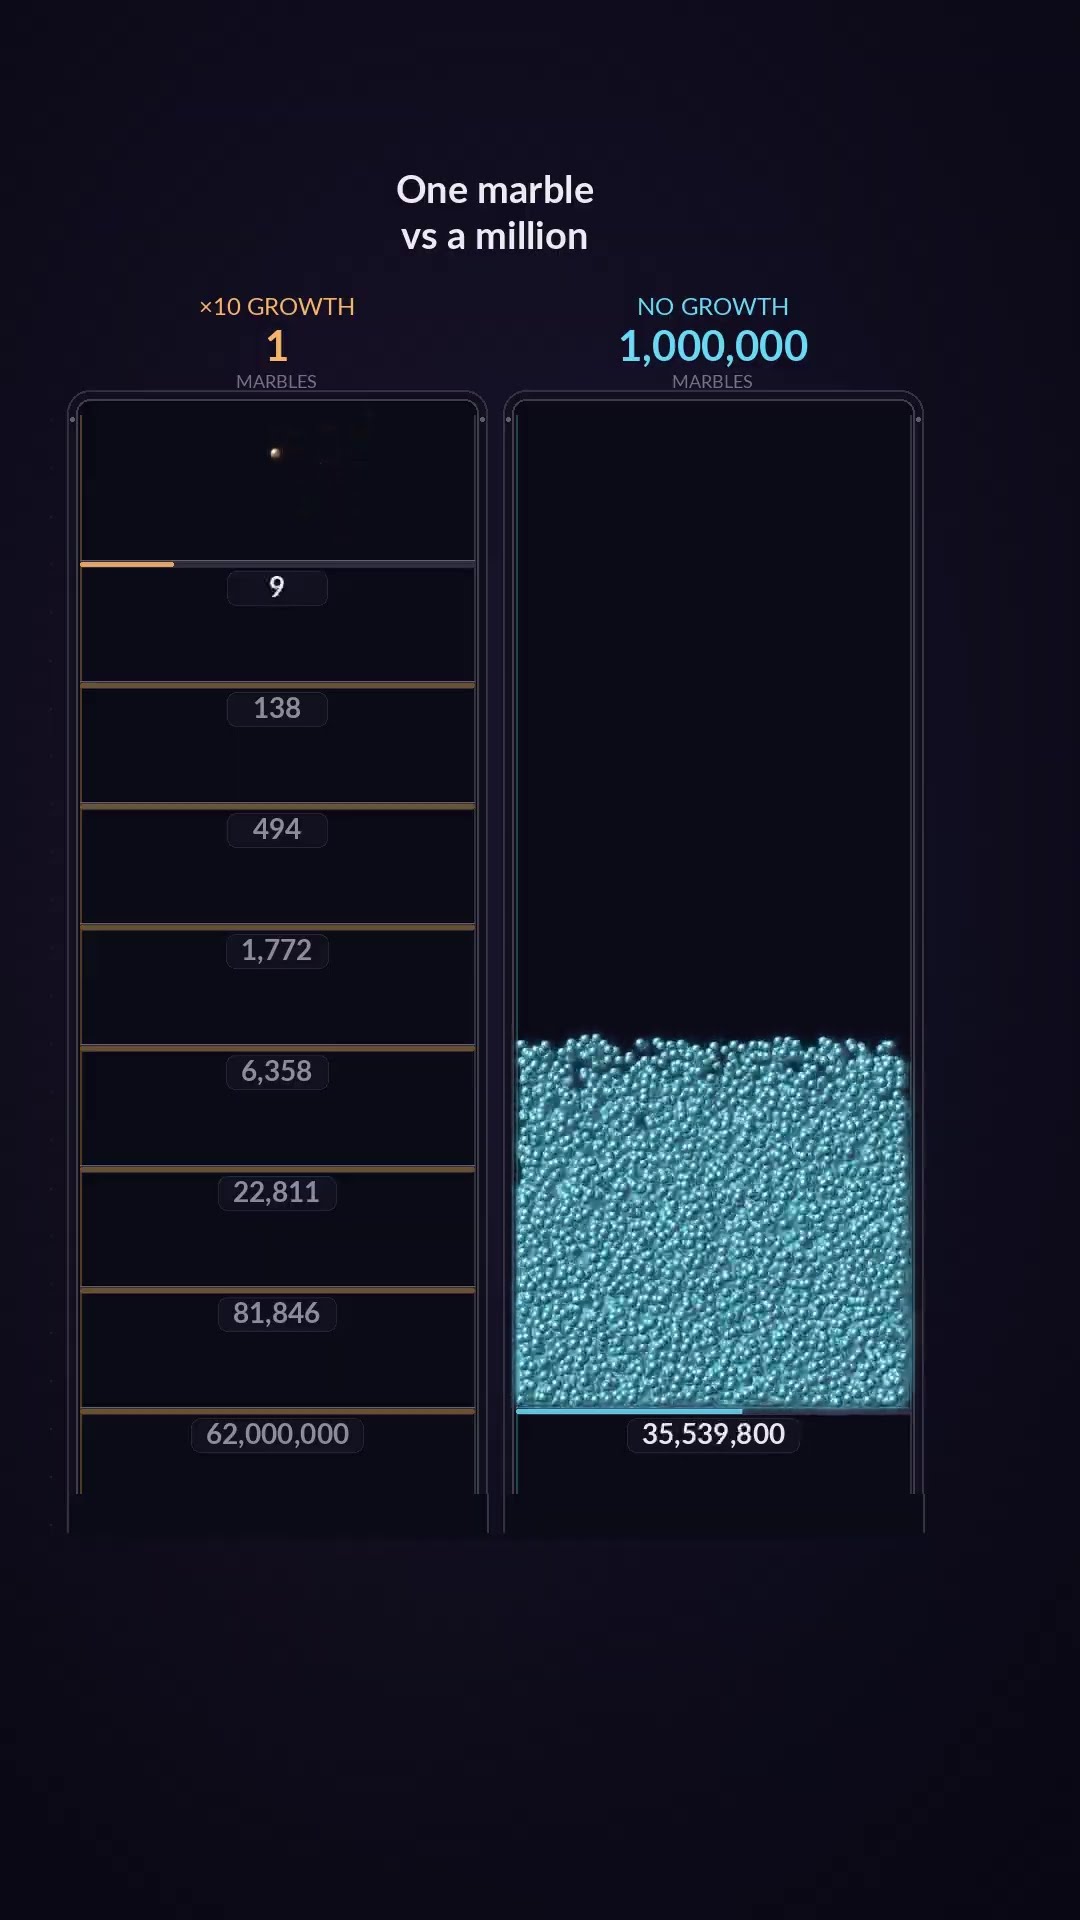 One marble
vs a million
×10 GROWTH
1
MARBLES
NO GROWTH
1,000,000
MARBLES
9
138
494
1,772
6,358
22,811
81,846
62,000,000
35,539,800